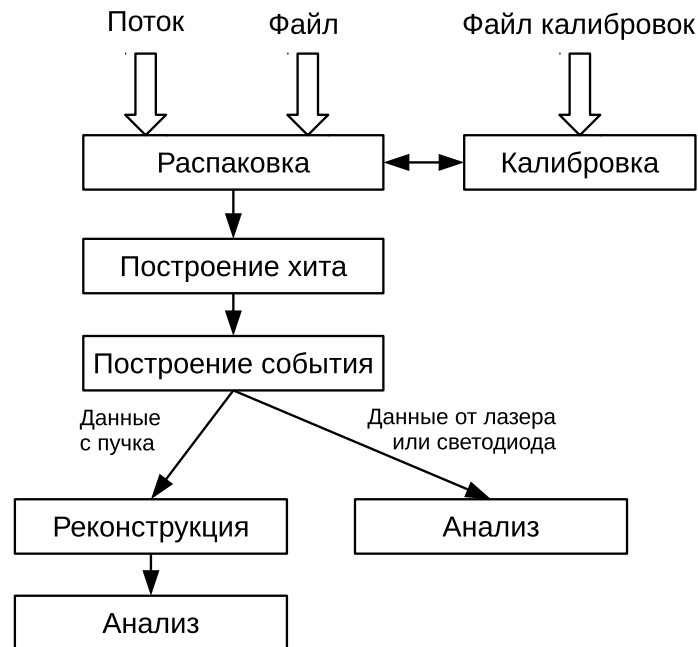 Поток
Файл
Файл калибровок
Распаковка
Калибровка
Построение хита
Построение события
Данные
с пучка
Данные от лазера
или светодиода
Реконструкция
Анализ
Анализ